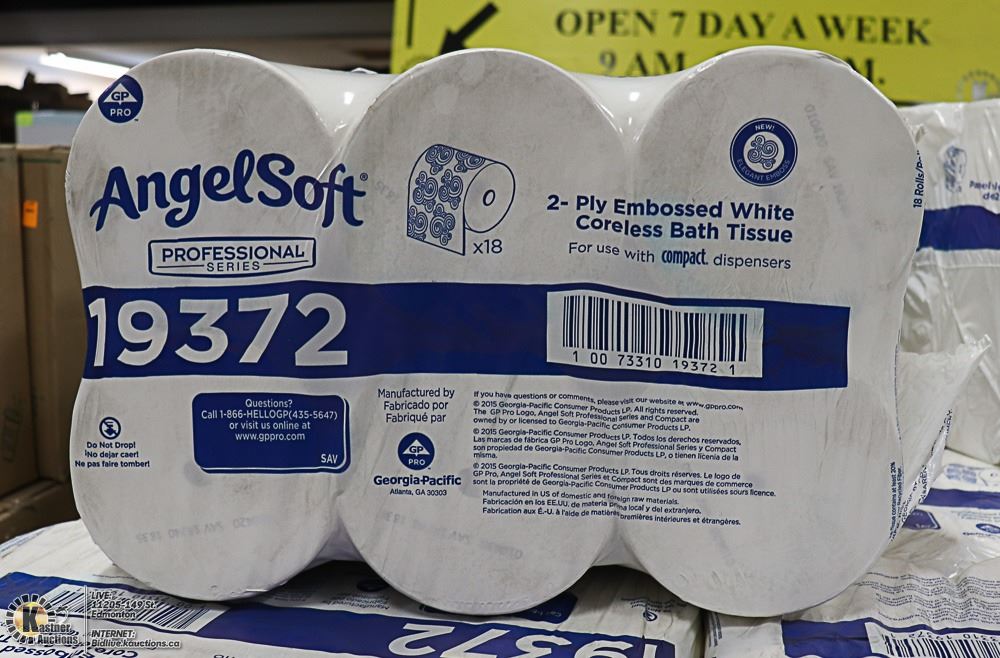 OPEN 7 DAY A WEEK
9 AM M.
GP
PRO
AngelSoft®
PROFESSIONAL
SERIES
x18
NEW!
ELEGANT EMBOSS
2- Ply Embossed White
Coreless Bath Tissue
For use with compact. dispensers
18 Rolls
19372
1 00 73310 19372 1
Do Not Drop!
¡No dejar caer!
Ne pas faire tomber!
Questions?
Call 1-866-HELLOGP(435-5647)
or visit us online at
www.gppro.com
SAV
Manufactured by
Fabricado por
Fabriqué par
GP
PRO
Georgia-Pacific
Atlanta, GA 30303
If you have questions or comments, please visit our website at www.gppro.com
© 2015 Georgia-Pacific Consumer Products LP. All rights reserved.
The GP Pro Logo, Angel Soft Professional Series and Compact are
owned by or licensed to Georgia-Pacific Consumer Products LP.
© 2015 Georgia-Pacific Consumer Products LP. Todos los derechos reservados,
Las marcas de fábrica GP Pro Logo, Angel Soft Professional Series y Compact
son propiedad de Georgia-Pacific Consumer Products LP, o tienen licenia de la
misma.
© 2015 Georgia-Pacific Consumer Products LP. Tous droits réserves. Le logo de
GP Pro, Angel Soft Professional Series et Compact sont des marques de commerce
sont la propriété de Georgia-Pacific Consumer Products LP ou sont utilisées sours licence.
Manufactured in US of domestic and foreign raw materials.
Fabricación en los EE.UU. de materia prima local y del extranjero.
Fabrication aux É.-U. à l'aide de matières premières intérieures et étrangères.
19372
Kastner
Auctions
LIVE:
11205-149 St.
Edmonton
INTERNET:
Bidlive.kauctions.ca